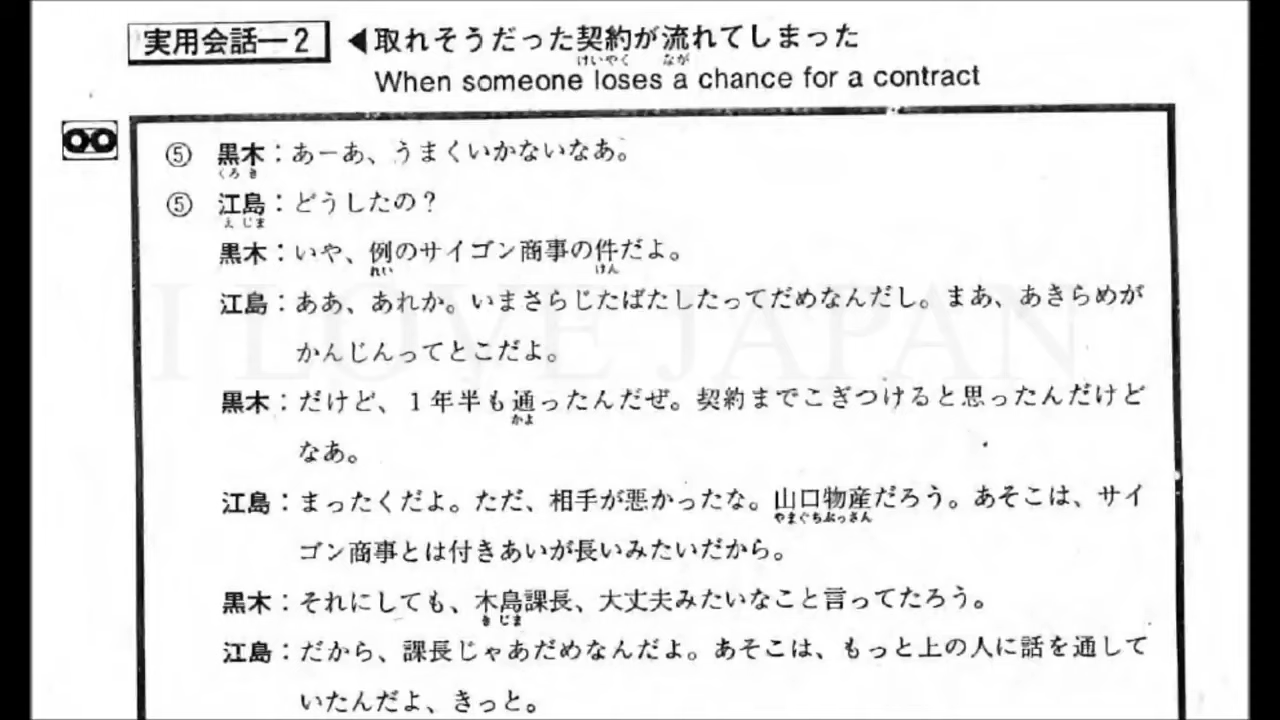 実用会話―2 ◀取れそうだった契約が流れてしまった
けいやく なが
When someone loses a chance for a contract
⑤ 黒木：あーあ、うまくいかないなあ。
くろ き
⑤ 江島：どうしたの？
え じま
黒木：いや、例のサイゴン商事の件だよ。
れい けん
江島：ああ、あれか。いまさらじたばたしたってだめなんだし。まあ、あきらめが
かんじんってとこだよ。
黒木：だけど、1年半も通ったんだぜ。契約までこぎつけると思ったんだけど
かよ
なあ。
江島：まったくだよ。ただ、相手が悪かったな。山口物産だろう。あそこは、サイ
やまぐちぶっさん
ゴン商事とは付きあいが長いみたいだから。
黒木：それにしても、木島課長、大丈夫みたいなこと言ってたろう。
き じま
江島：だから、課長じゃあだめなんだよ。あそこは、もっと上の人に話を通して
いたんだよ、きっと。
I LOVE JAPAN